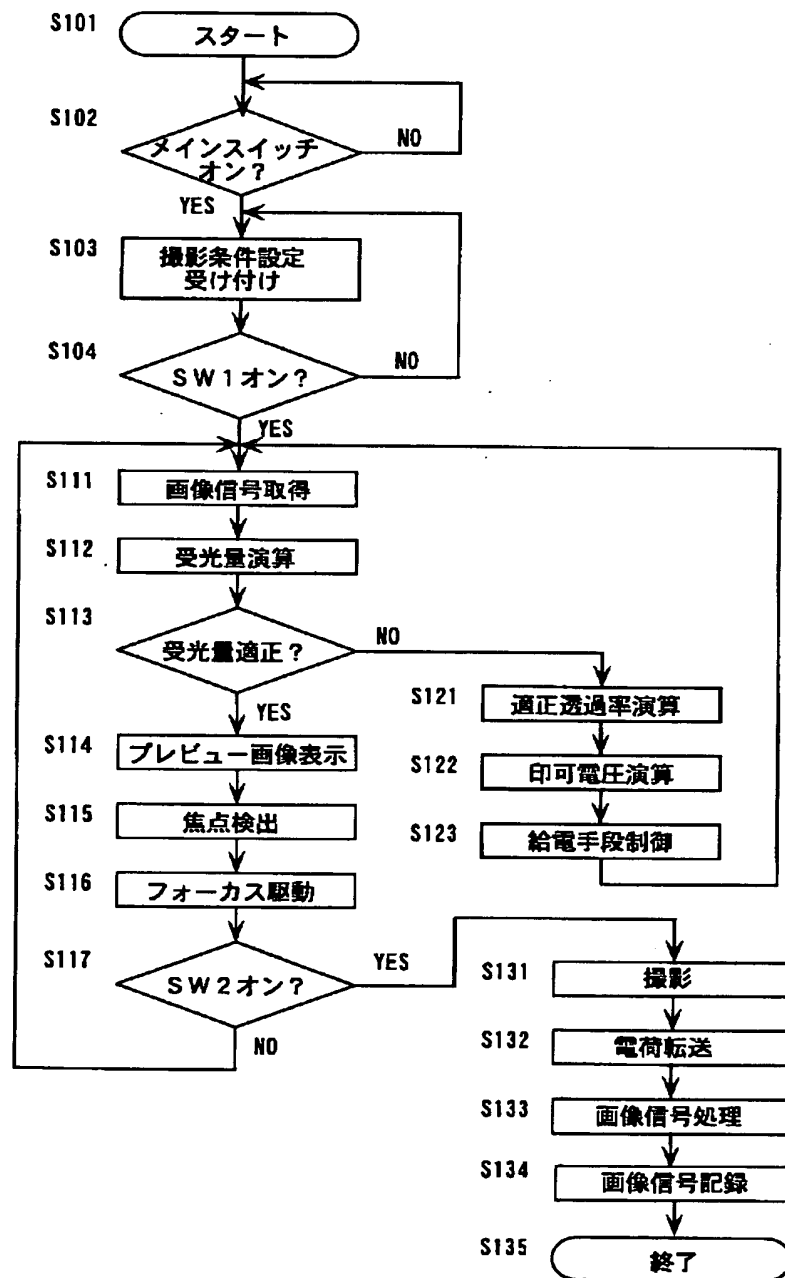 S101
スタート
S102
メインスイッチ
オン？
NO
YES
S103
撮影条件設定
受け付け
S104
SW1オン？
NO
YES
S111
画像信号取得
S112
受光量演算
S113
受光量適正？
NO
YES
S121
適正透過率演算
S114
プレビュー画像表示
S122
印可電圧演算
S115
焦点検出
S123
給電手段制御
S116
フォーカス駆動
S117
SW2オン？
YES
NO
S131
撮影
S132
電荷転送
S133
画像信号処理
S134
画像信号記録
S135
終了